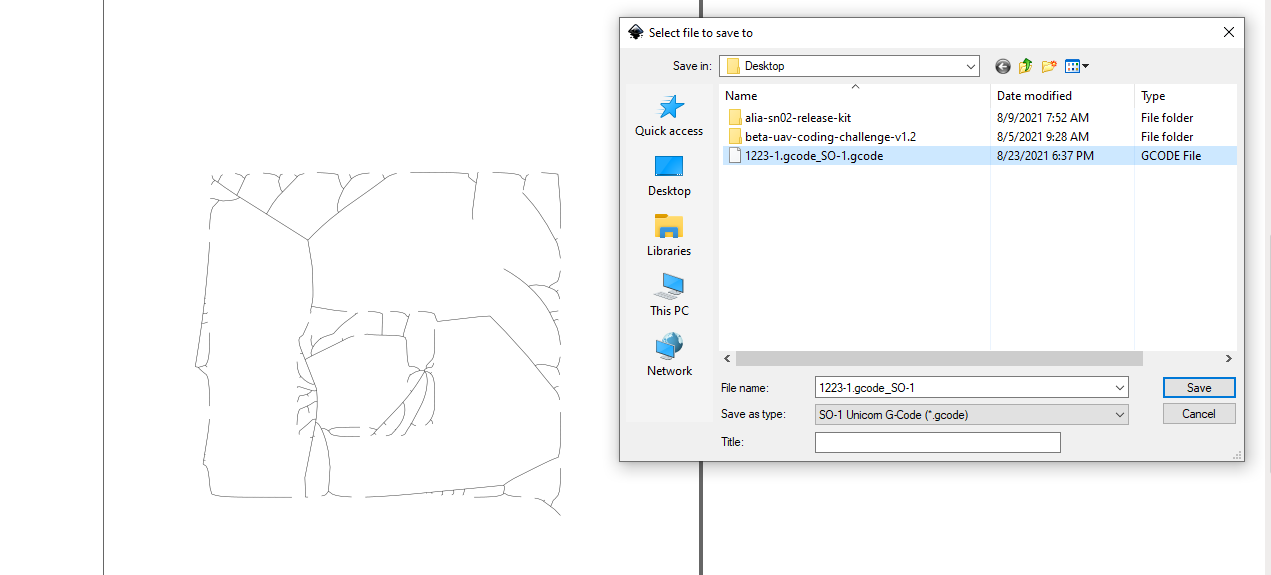 Select file to save to
Save in:
Desktop
Name
Date modified
Type
alia-sn02-release-kit
8/9/2021 7:52 AM
File folder
beta-uav-coding-challenge-v1.2
8/5/2021 9:28 AM
File folder
1223-1.gcode_SO-1.gcode
8/23/2021 6:37 PM
GCODE File
Quick access
Desktop
Libraries
This PC
Network
File name:
1223-1.gcode_SO-1
Save
Save as type:
SO-1 Unicorn G-Code (*.gcode)
Cancel
Title: